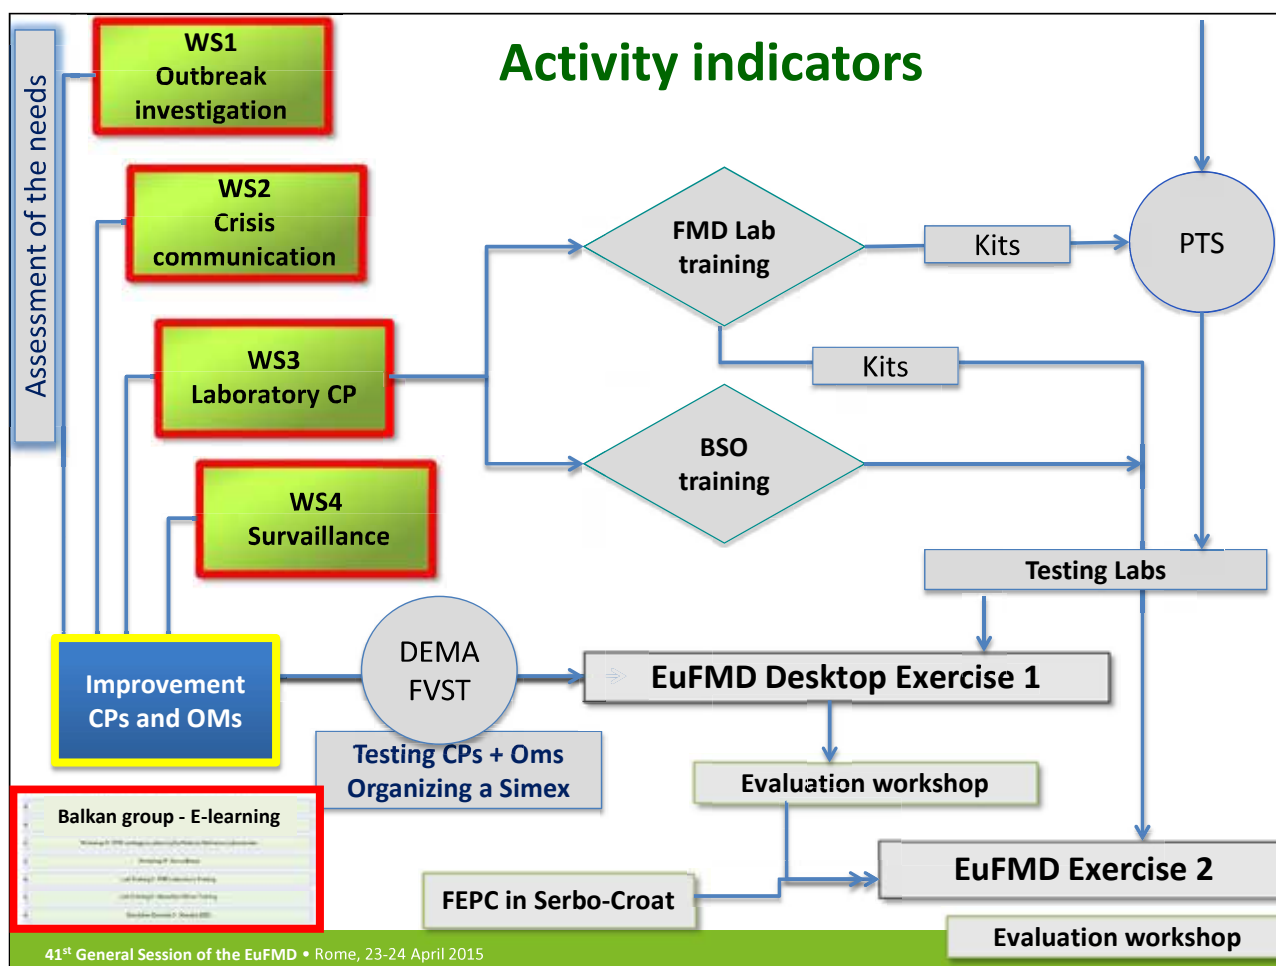 Activity indicators
Assessment of the needs
WS1
Outbreak
investigation
WS2
Crisis
communication
WS3
Laboratory CP
WS4
Survaillance
FMD Lab
training
Kits
PTS
Kits
BSO
training
Testing Labs
Improvement
CPs and OMs
DEMA
FVST
Testing CPs + Oms
Organizing a Simex
EuFMD Desktop Exercise 1
Evaluation workshop
EuFMD Exercise 2
FEPC in Serbo-Croat
Evaluation workshop
Balkan group - E-learning
41st General Session of the EuFMD • Rome, 23-24 April 2015